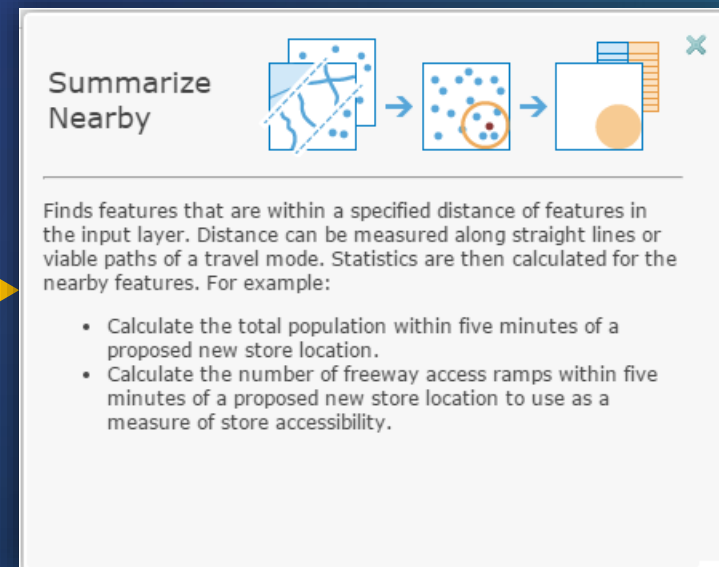 Summarize
Nearby
Finds features that are within a specified distance of features in
the input layer. Distance can be measured along straight lines or
viable paths of a travel mode. Statistics are then calculated for the
nearby features. For example:
• Calculate the total population within five minutes of a
proposed new store location.
• Calculate the number of freeway access ramps within five
minutes of a proposed new store location to use as a
measure of store accessibility.